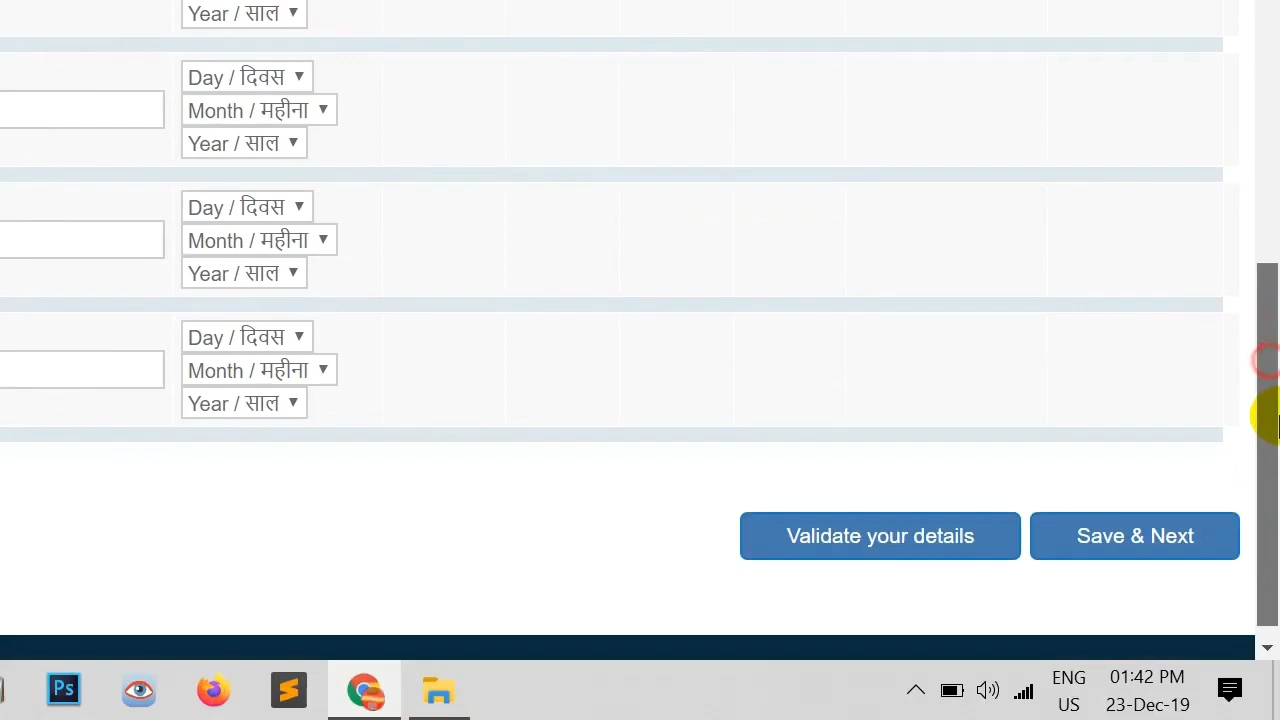 Year / साल
Day / दिवस
Month / महीना
Year / साल
Day / दिवस
Month / महीना
Year / साल
Day / दिवस
Month / महीना
Year / साल
Validate your details
Save & Next
Ps
ENG
US
01:42 PM
23-Dec-19